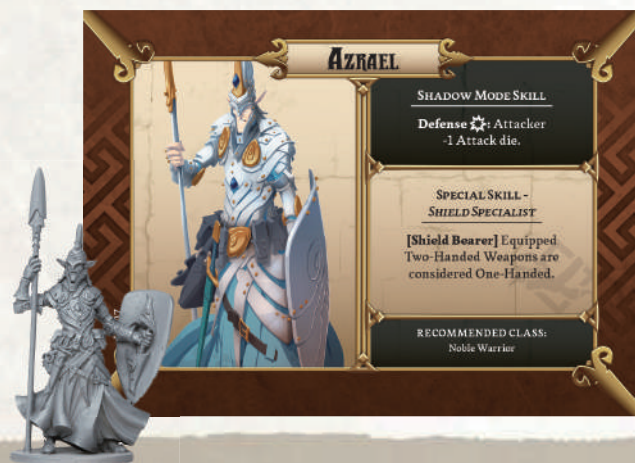 AZRAEL
SHADOW MODE SKILL
Defense : Attacker
-1 Attack die.
SPECIAL SKILL -
SHIELD SPECIALIST
[Shield Bearer] Equipped
Two-Handed Weapons are
considered One-Handed.
RECOMMENDED CLASS:
Noble Warrior